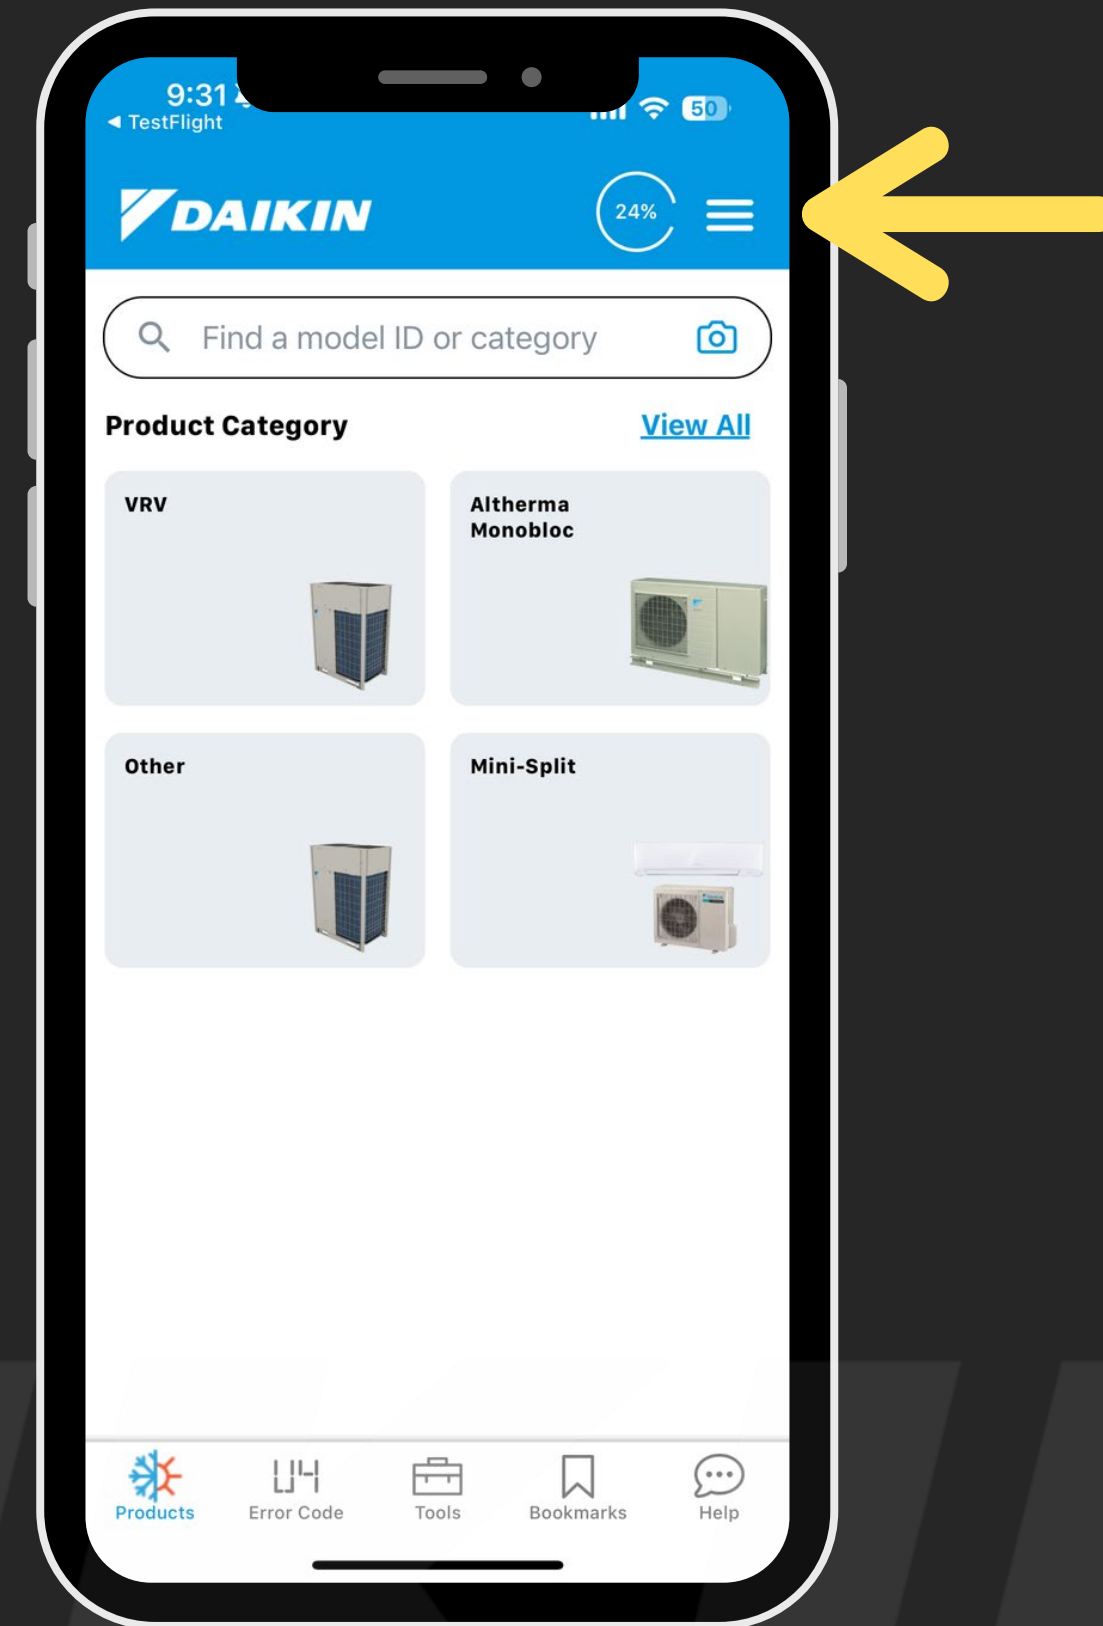 9:31
◄ TestFlight
50
DAIKIN
24%
Find a model ID or category
Product Category
View All
VRV
Altherma
Monobloc
Other
Mini-Split
U4
Products
Error Code
Tools
Bookmarks
Help